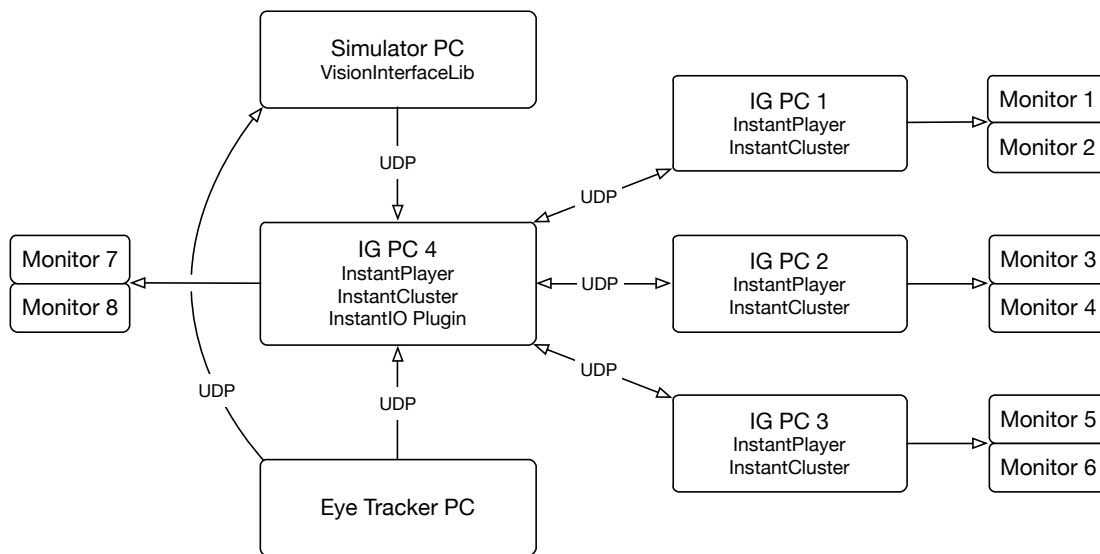 Simulator PC
VisionInterfaceLib
UDP
IG PC 1
InstantPlayer
InstantCluster
Monitor 1
Monitor 2
UDP
IG PC 4
InstantPlayer
InstantCluster
InstantIO Plugin
Monitor 7
Monitor 8
UDP
IG PC 2
InstantPlayer
InstantCluster
Monitor 3
Monitor 4
UDP
UDP
UDP
IG PC 3
InstantPlayer
InstantCluster
Monitor 5
Monitor 6
Eye Tracker PC